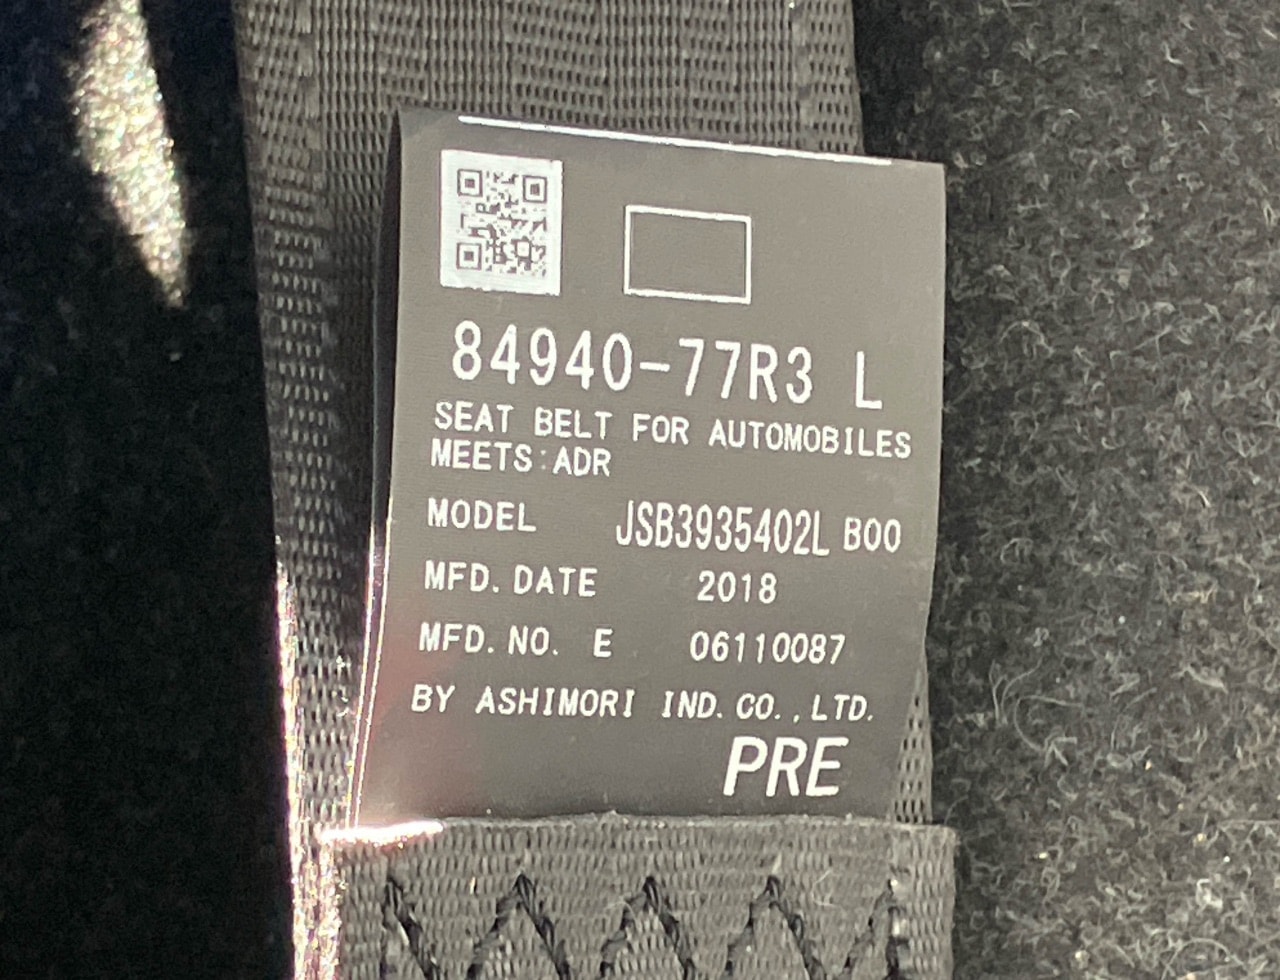 84940-77R3 L
SEAT BELT FOR AUTOMOBILES
MEETS:ADR
MODEL JSB3935402L B00
MFD. DATE 2018
MFD. NO. E 06110087
BY ASHIMORI IND. CO., LTD.
PRE